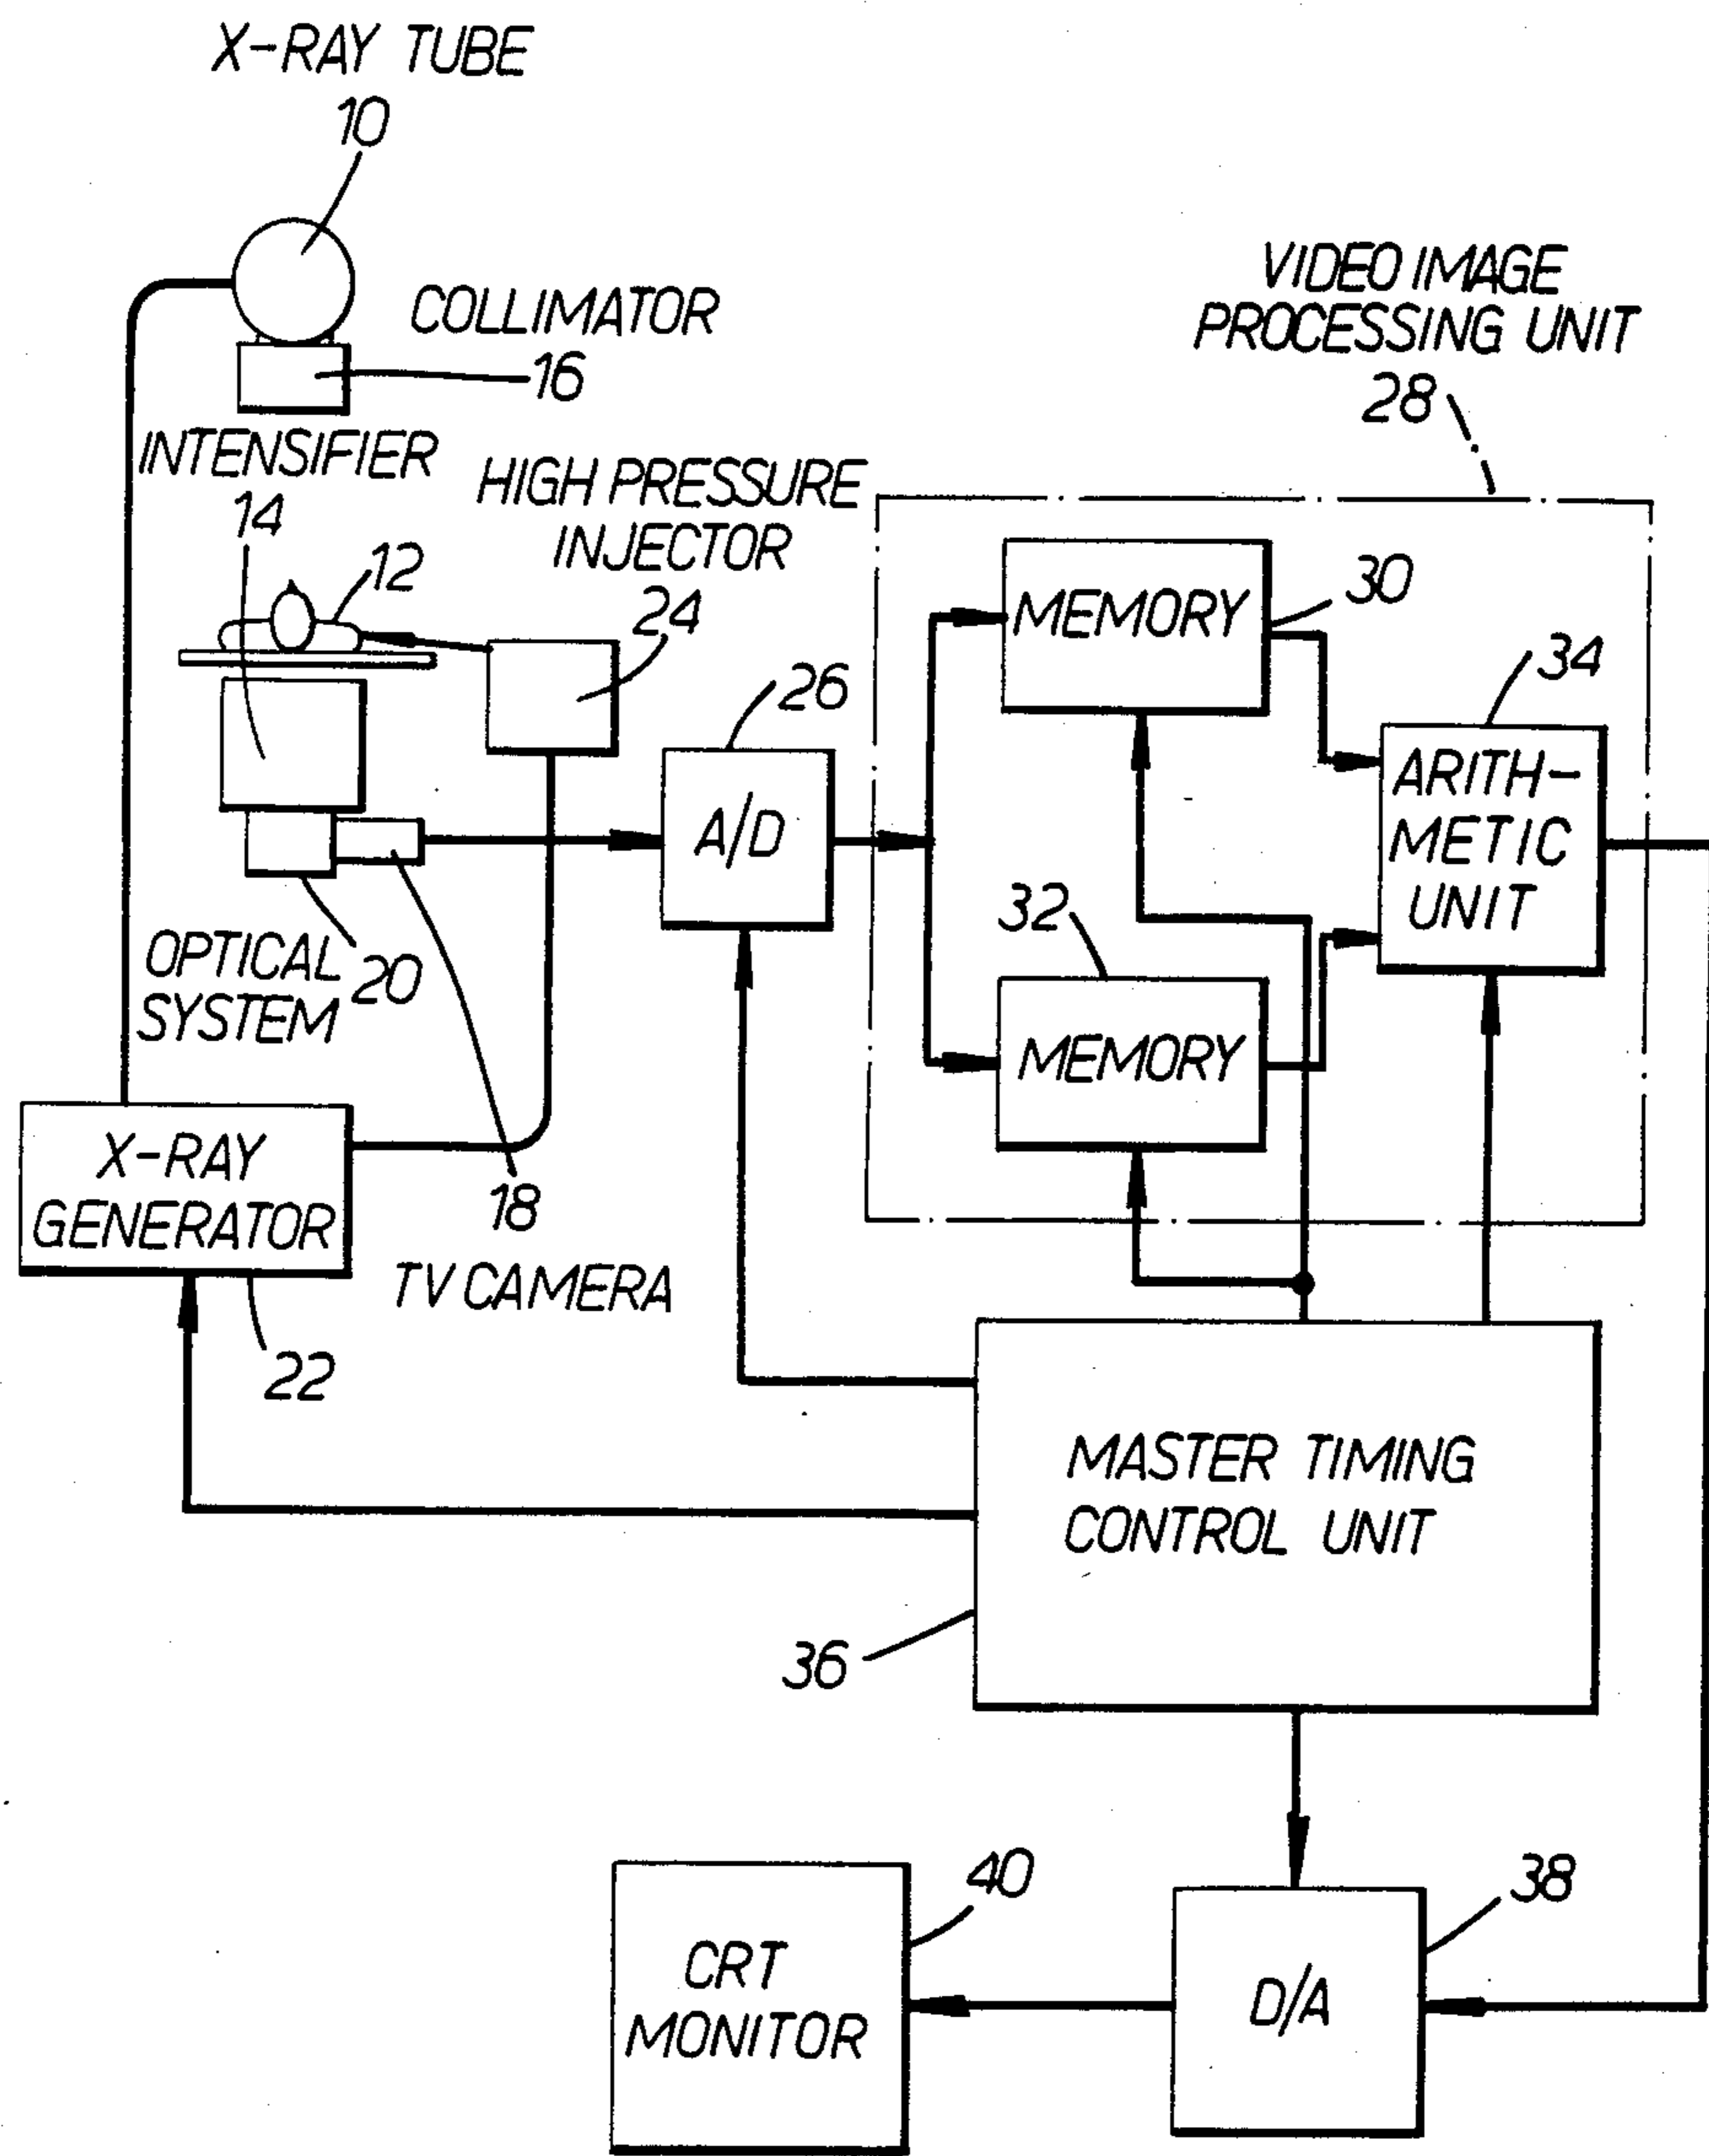 X-RAY TUBE
10
COLLIMATOR
16
INTENSIFIER
14
12
HIGH PRESSURE
INJECTOR
24
VIDEO IMAGE
PROCESSING UNIT
28
MEMORY
30
26
A/D
34
ARITH-
METIC
UNIT
32
MEMORY
OPTICAL
SYSTEM
20
X-RAY
GENERATOR
18
TV CAMERA
22
MASTER TIMING
CONTROL UNIT
36
40
CRT
MONITOR
38
D/A